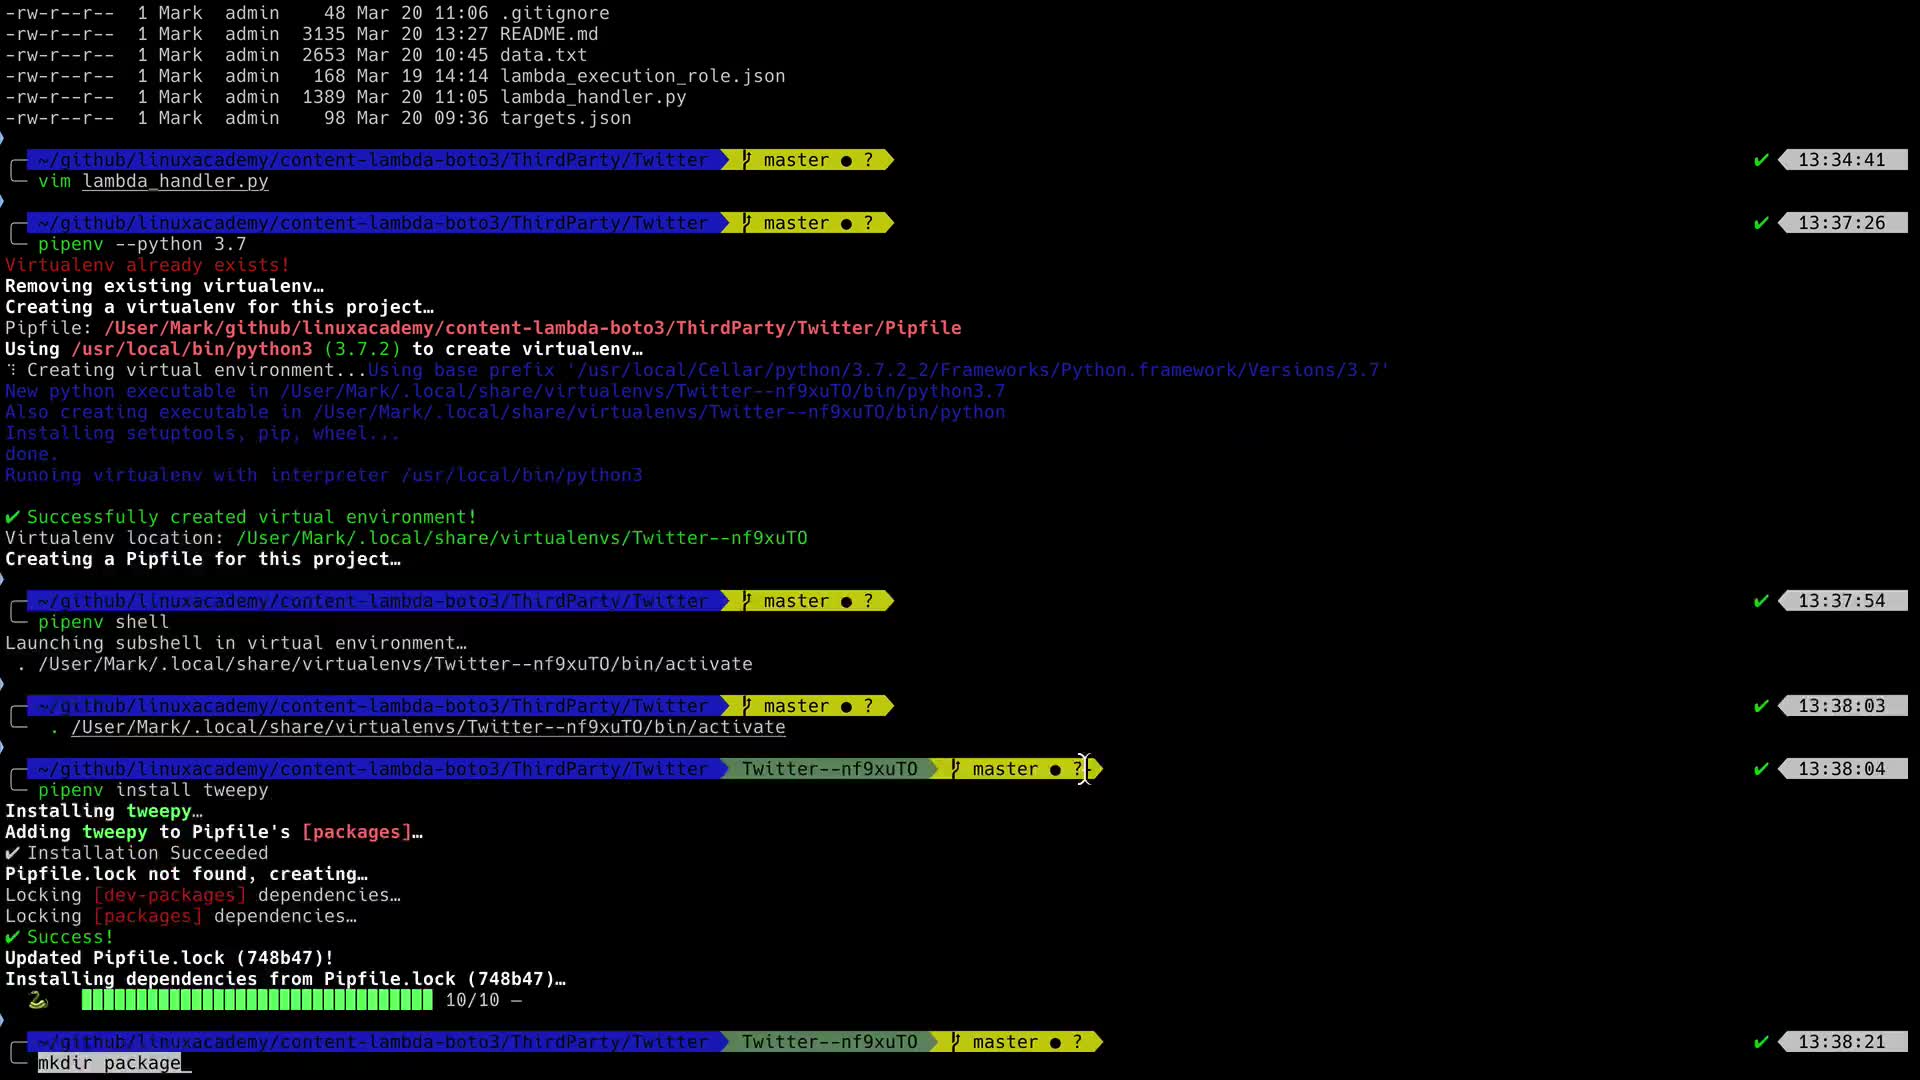 -rw-r--r--  1 Mark  admin    48 Mar 20 11:06 .gitignore
-rw-r--r--  1 Mark  admin  3135 Mar 20 13:27 README.md
-rw-r--r--  1 Mark  admin  2653 Mar 20 10:45 data.txt
-rw-r--r--  1 Mark  admin   168 Mar 19 14:14 lambda_execution_role.json
-rw-r--r--  1 Mark  admin  1389 Mar 20 11:05 lambda_handler.py
-rw-r--r--  1 Mark  admin    98 Mar 20 09:36 targets.json
~/github/linuxacademy/content-lambda-boto3/ThirdParty/Twitter master ● ? ✔ 13:34:41
vim lambda_handler.py
~/github/linuxacademy/content-lambda-boto3/ThirdParty/Twitter master ● ? ✔ 13:37:26
pipenv --python 3.7
Virtualenv already exists!
Removing existing virtualenv…
Creating a virtualenv for this project…
Pipfile: /User/Mark/github/linuxacademy/content-lambda-boto3/ThirdParty/Twitter/Pipfile
Using /usr/local/bin/python3 (3.7.2) to create virtualenv…
⠹ Creating virtual environment...Using base prefix '/usr/local/Cellar/python/3.7.2_2/Frameworks/Python.framework/Versions/3.7'
New python executable in /User/Mark/.local/share/virtualenvs/Twitter--nf9xuTO/bin/python3.7
Also creating executable in /User/Mark/.local/share/virtualenvs/Twitter--nf9xuTO/bin/python
Installing setuptools, pip, wheel...
done.
Running virtualenv with interpreter /usr/local/bin/python3
✔ Successfully created virtual environment!
Virtualenv location: /User/Mark/.local/share/virtualenvs/Twitter--nf9xuTO
Creating a Pipfile for this project…
~/github/linuxacademy/content-lambda-boto3/ThirdParty/Twitter master ● ? ✔ 13:37:54
pipenv shell
Launching subshell in virtual environment…
. /User/Mark/.local/share/virtualenvs/Twitter--nf9xuTO/bin/activate
~/github/linuxacademy/content-lambda-boto3/ThirdParty/Twitter master ● ? ✔ 13:38:03
. /User/Mark/.local/share/virtualenvs/Twitter--nf9xuTO/bin/activate
~/github/linuxacademy/content-lambda-boto3/ThirdParty/Twitter Twitter--nf9xuTO master ● ? ✔ 13:38:04
pipenv install tweepy
Installing tweepy…
Adding tweepy to Pipfile's [packages]…
✔ Installation Succeeded
Pipfile.lock not found, creating…
Locking [dev-packages] dependencies…
Locking [packages] dependencies…
✔ Success!
Updated Pipfile.lock (748b47)!
Installing dependencies from Pipfile.lock (748b47)…
🐍 ▉▉▉▉▉▉▉▉▉▉▉▉▉▉▉▉▉▉▉▉▉▉▉▉▉▉▉▉▉▉▉▉ 10/10 —
~/github/linuxacademy/content-lambda-boto3/ThirdParty/Twitter Twitter--nf9xuTO master ● ? ✔ 13:38:21
mkdir package_